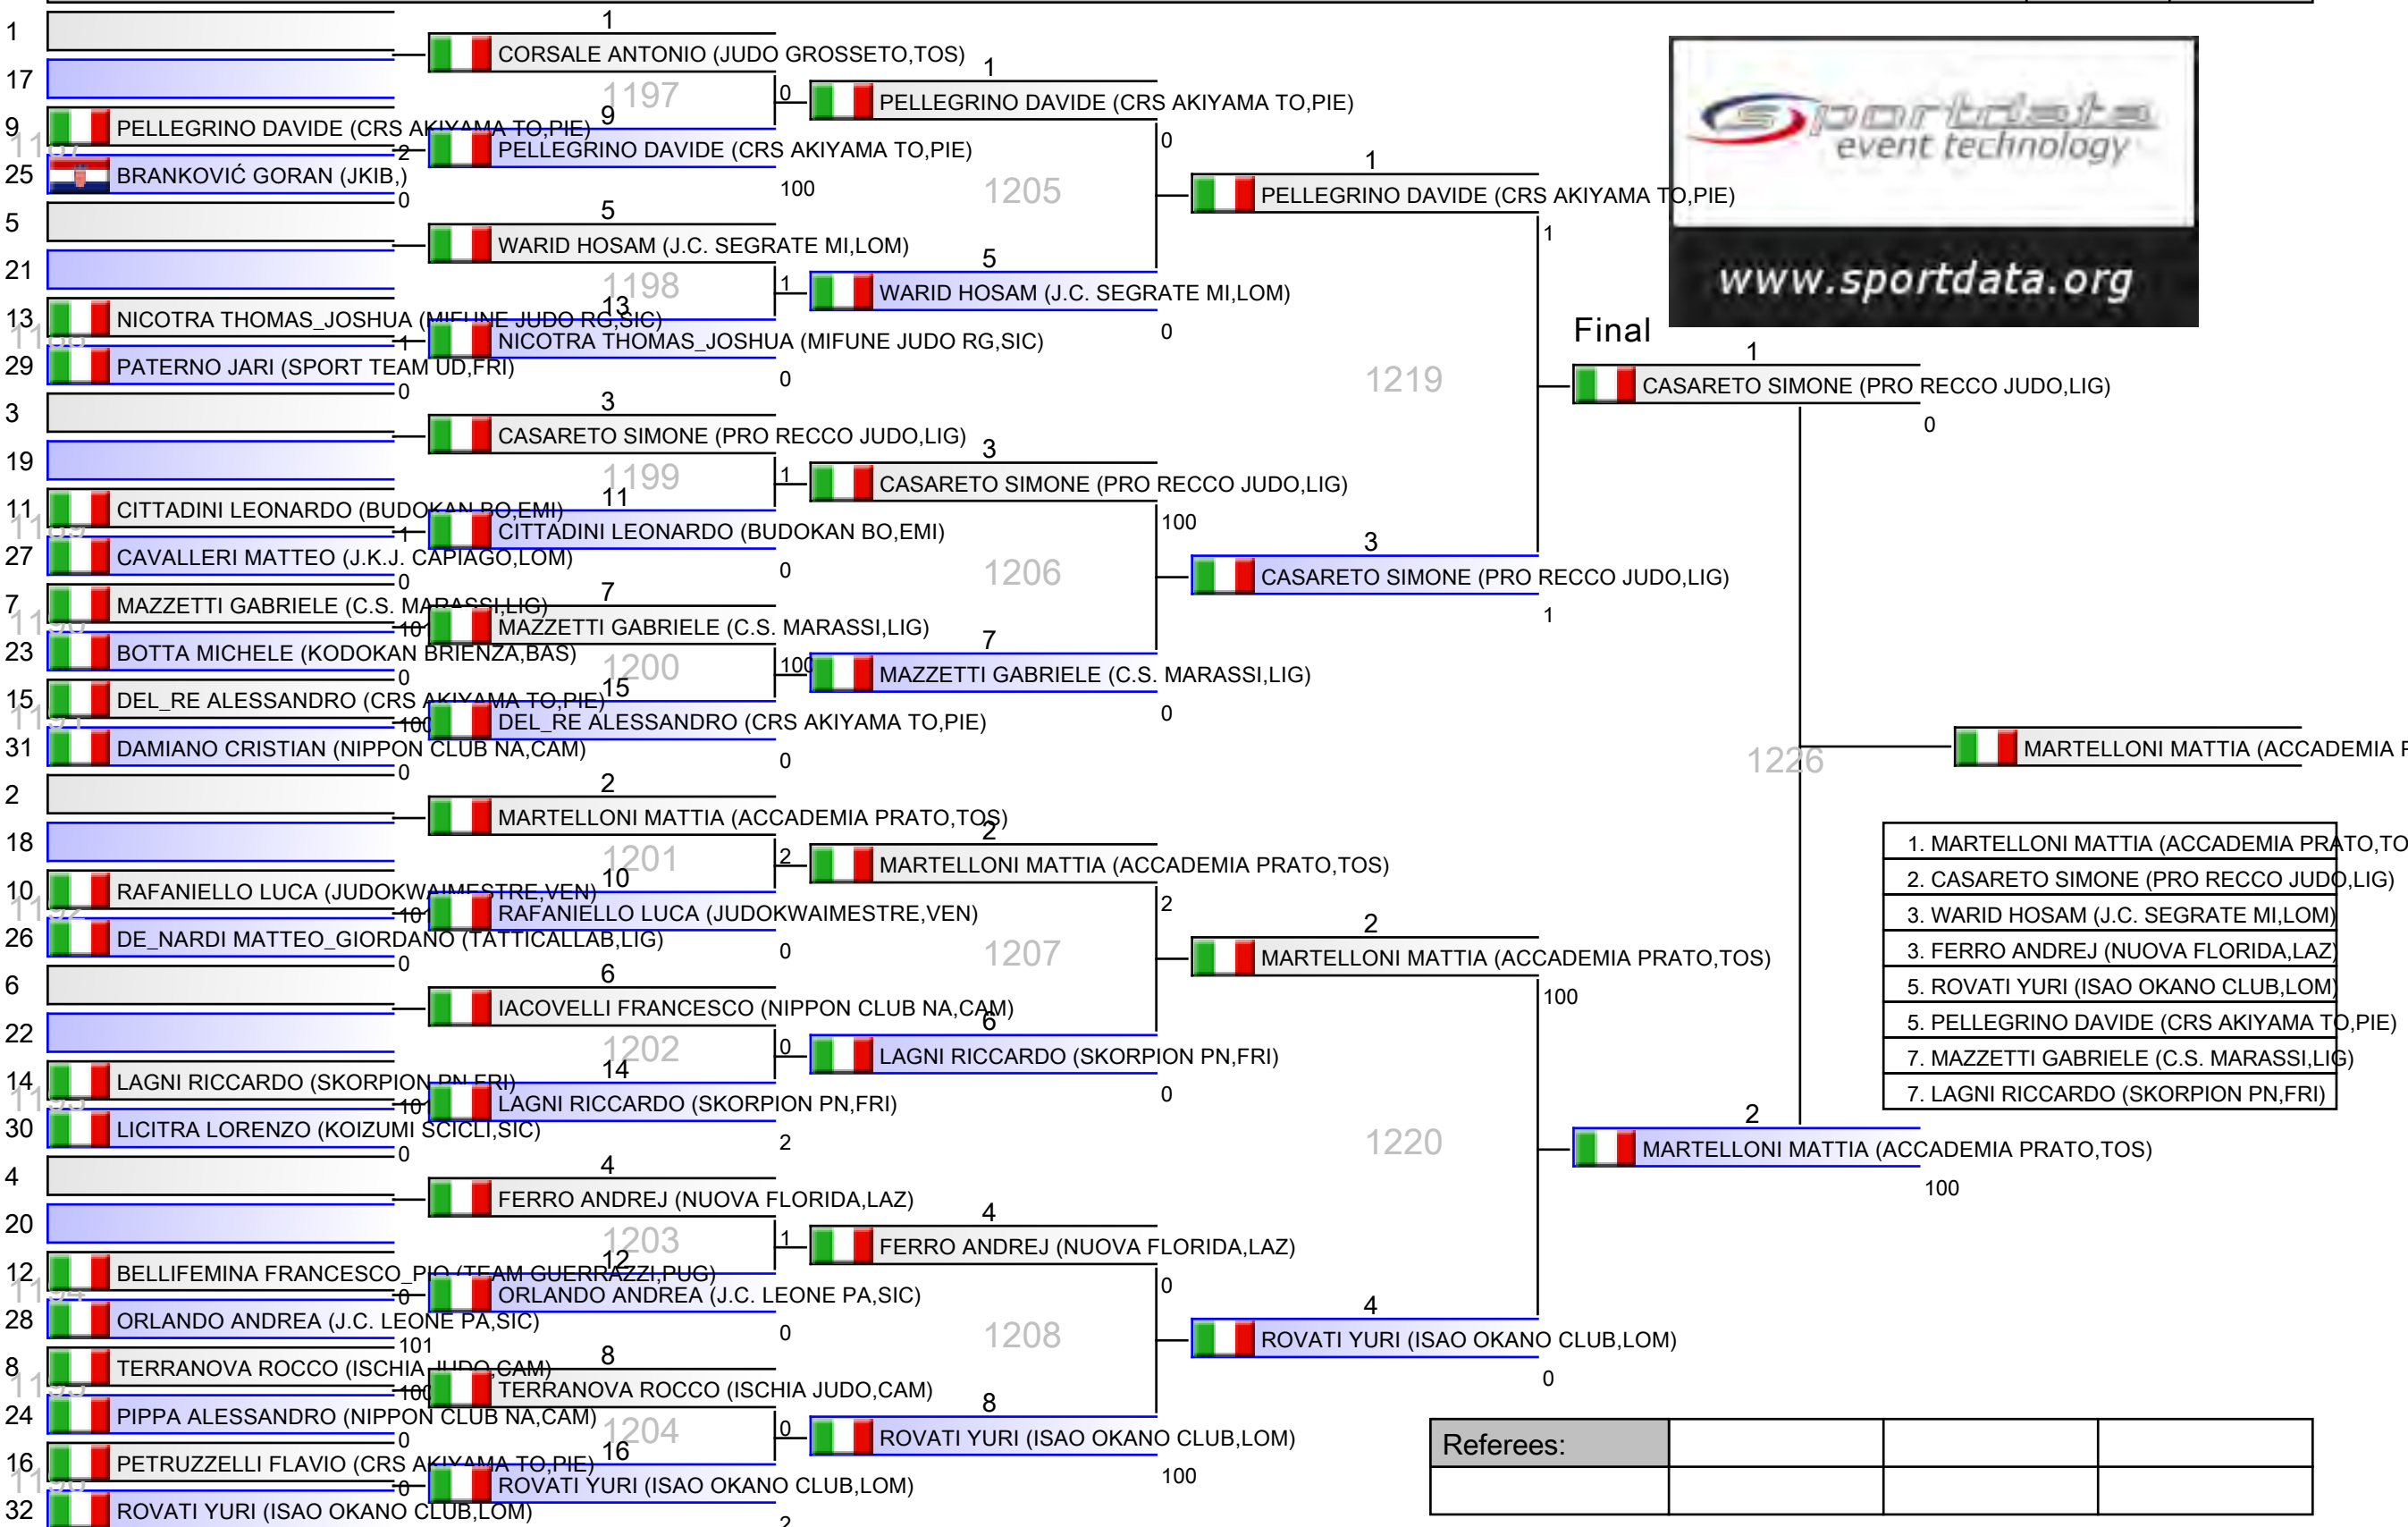 1
17
9 PELLEGRINO DAVIDE (CRS AKIYAMA TO,PIE)
2
25 BRANKOVIĆ GORAN (JKIB,)
0
5
21
13 NICOTRA THOMAS_JOSHUA (MIFUNE JUDO RG,SIC)
1
29 PATERNO JARI (SPORT TEAM UD,FRI)
0
3
19
11 CITTADINI LEONARDO (BUDOKAN BO,EMI)
1
27 CAVALLERI MATTEO (J.K.J. CAPIAGO,LOM)
0
7 MAZZETTI GABRIELE (C.S. MARASSI,LIG)
23 BOTTA MICHELE (KODOKAN BRIENZA,BAS)
0
15 DEL_RE ALESSANDRO (CRS AKIYAMA TO,PIE)
100
31 DAMIANO CRISTIAN (NIPPON CLUB NA,CAM)
0
2
18
10 RAFANIELLO LUCA (JUDOKWAIMESTRE,VEN)
26 DE_NARDI MATTEO_GIORDANO (TATTICALLAB,LIG)
0
6
22
14 LAGNI RICCARDO (SKORPION PN,FRI)
30 LICITRA LORENZO (KOIZUMI SCICLI,SIC)
0
4
20
12 BELLIFEMINA FRANCESCO_PIO (TEAM GUERRAZZI,PUG)
0
28 ORLANDO ANDREA (J.C. LEONE PA,SIC)
101
8 TERRANOVA ROCCO (ISCHIA JUDO,CAM)
100
24 PIPPA ALESSANDRO (NIPPON CLUB NA,CAM)
0
16 PETRUZZELLI FLAVIO (CRS AKIYAMA TO,PIE)
0
32 ROVATI YURI (ISAO OKANO CLUB,LOM)
1
CORSALE ANTONIO (JUDO GROSSETO,TOS)
1197
0
9
PELLEGRINO DAVIDE (CRS AKIYAMA TO,PIE)
100
5
WARID HOSAM (J.C. SEGRATE MI,LOM)
1198
1
13
NICOTRA THOMAS_JOSHUA (MIFUNE JUDO RG,SIC)
0
3
CASARETO SIMONE (PRO RECCO JUDO,LIG)
1199
1
11
CITTADINI LEONARDO (BUDOKAN BO,EMI)
0
7
MAZZETTI GABRIELE (C.S. MARASSI,LIG)
1200
100
15
DEL_RE ALESSANDRO (CRS AKIYAMA TO,PIE)
0
2
MARTELLONI MATTIA (ACCADEMIA PRATO,TOS)
1201
2
10
RAFANIELLO LUCA (JUDOKWAIMESTRE,VEN)
0
6
IACOVELLI FRANCESCO (NIPPON CLUB NA,CAM)
1202
0
14
LAGNI RICCARDO (SKORPION PN,FRI)
2
4
FERRO ANDREJ (NUOVA FLORIDA,LAZ)
1203
1
12
ORLANDO ANDREA (J.C. LEONE PA,SIC)
0
8
TERRANOVA ROCCO (ISCHIA JUDO,CAM)
1204
0
16
ROVATI YURI (ISAO OKANO CLUB,LOM)
2
1
PELLEGRINO DAVIDE (CRS AKIYAMA TO,PIE)
0
1205
5
WARID HOSAM (J.C. SEGRATE MI,LOM)
0
3
CASARETO SIMONE (PRO RECCO JUDO,LIG)
100
1206
7
MAZZETTI GABRIELE (C.S. MARASSI,LIG)
0
2
MARTELLONI MATTIA (ACCADEMIA PRATO,TOS)
2
1207
6
LAGNI RICCARDO (SKORPION PN,FRI)
0
4
FERRO ANDREJ (NUOVA FLORIDA,LAZ)
0
1208
8
ROVATI YURI (ISAO OKANO CLUB,LOM)
100
1
PELLEGRINO DAVIDE (CRS AKIYAMA TO,PIE)
1
1219
3
CASARETO SIMONE (PRO RECCO JUDO,LIG)
1
2
MARTELLONI MATTIA (ACCADEMIA PRATO,TOS)
100
1220
4
ROVATI YURI (ISAO OKANO CLUB,LOM)
0
sportdata
event technology
www.sportdata.org
Final
1
CASARETO SIMONE (PRO RECCO JUDO,LIG)
0
1226
2
MARTELLONI MATTIA (ACCADEMIA PRATO,TOS)
100
MARTELLONI MATTIA (ACCADEMIA
1. MARTELLONI MATTIA (ACCADEMIA PRATO,TO
2. CASARETO SIMONE (PRO RECCO JUDO,LIG)
3. WARID HOSAM (J.C. SEGRATE MI,LOM)
3. FERRO ANDREJ (NUOVA FLORIDA,LAZ)
5. ROVATI YURI (ISAO OKANO CLUB,LOM)
5. PELLEGRINO DAVIDE (CRS AKIYAMA TO,PIE)
7. MAZZETTI GABRIELE (C.S. MARASSI,LIG)
7. LAGNI RICCARDO (SKORPION PN,FRI)
Referees: